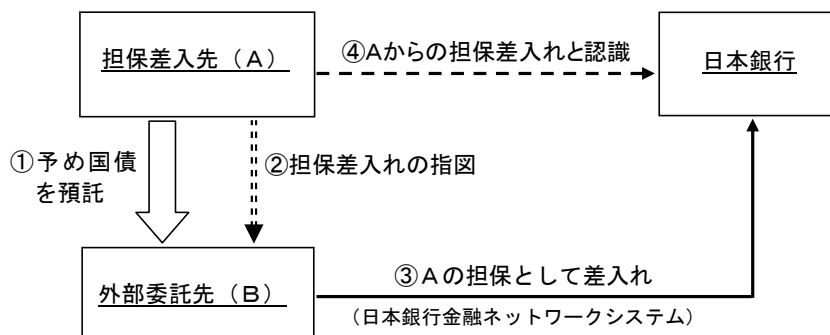 担保差入先（Ａ）
④Aからの担保差入れと認識
日本銀行
①予め国債
を預託
②担保差入れの指図
外部委託先（Ｂ）
③Ａの担保として差入れ
（日本銀行金融ネットワークシステム）